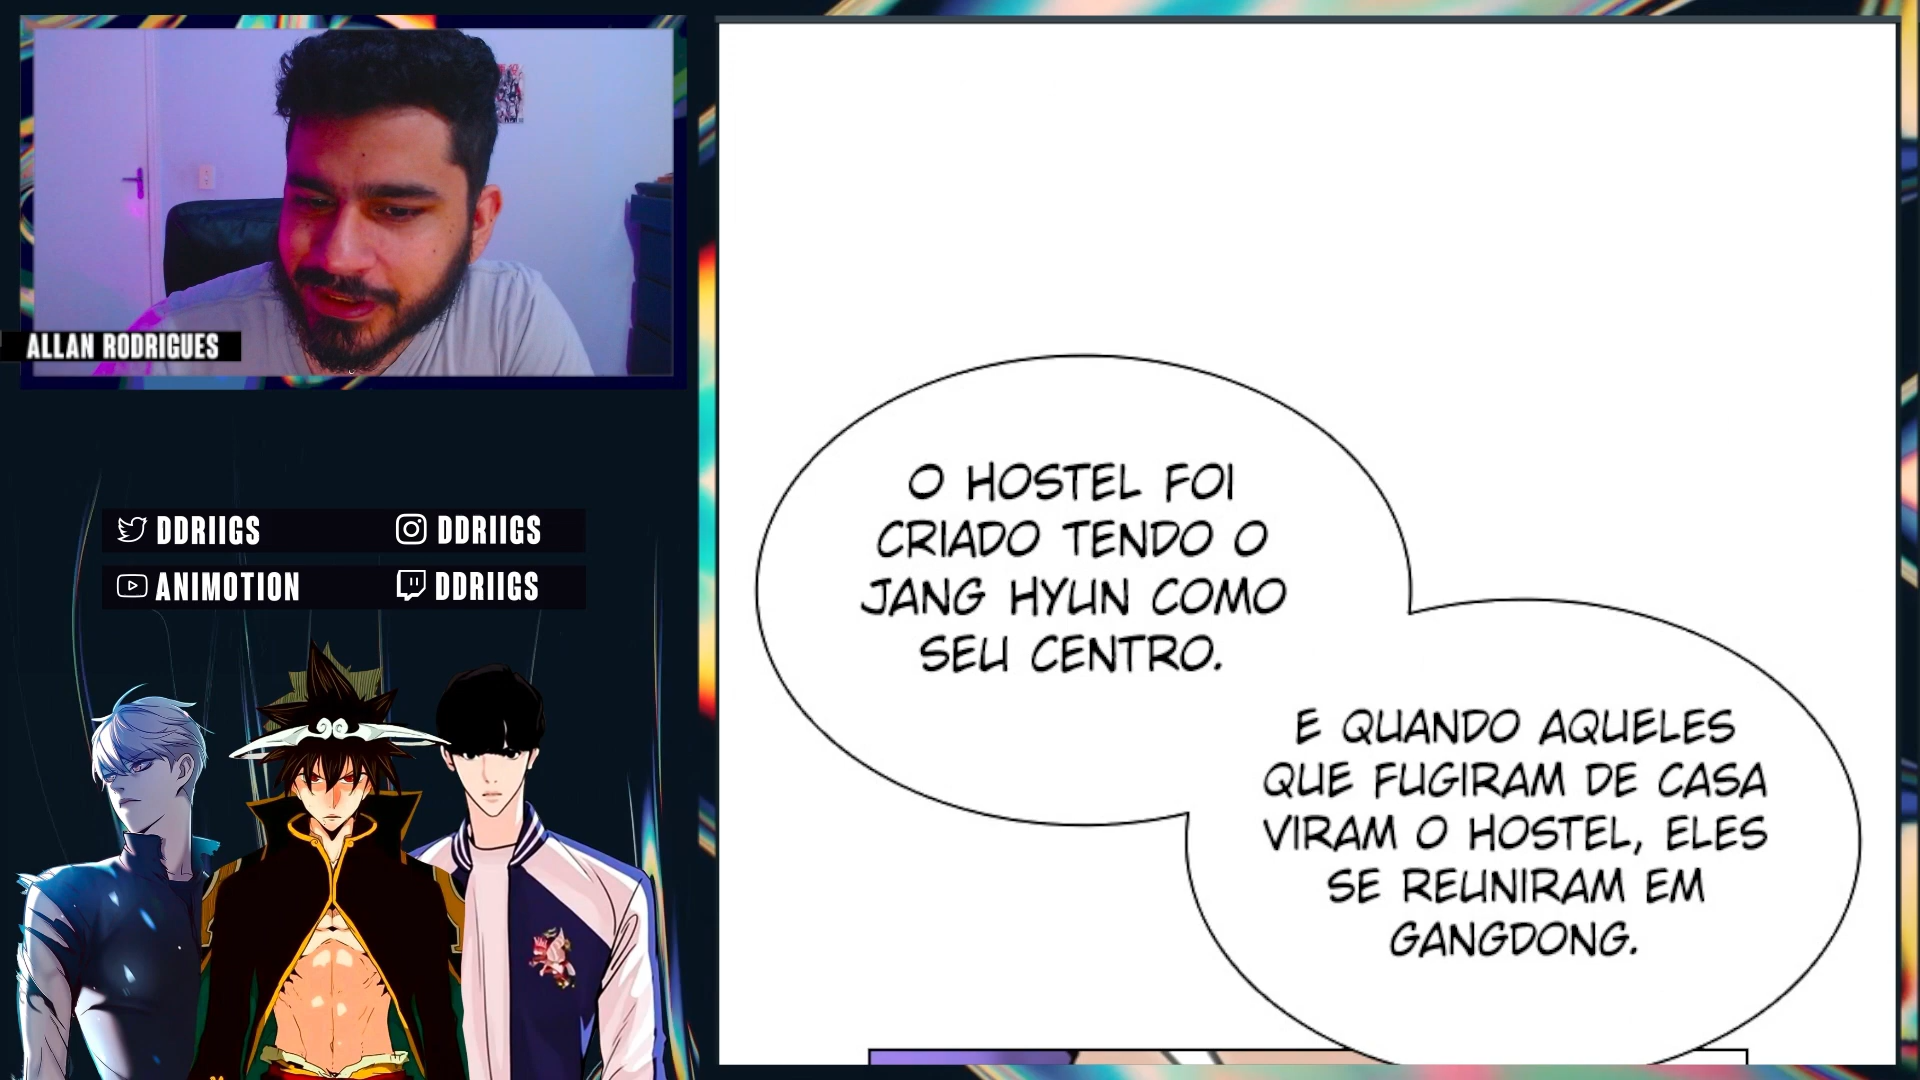 ALLAN RODRIGUES
DDRIIGS
DDRIIGS
ANIMOTION
DDRIIGS
O HOSTEL FOI
CRIADO TENDO O
JANG HYUN COMO
SEU CENTRO.
E QUANDO AQUELES
QUE FUGIRAM DE CASA
VIRAM O HOSTEL, ELES
SE REUNIRAM EM
GANGDONG.